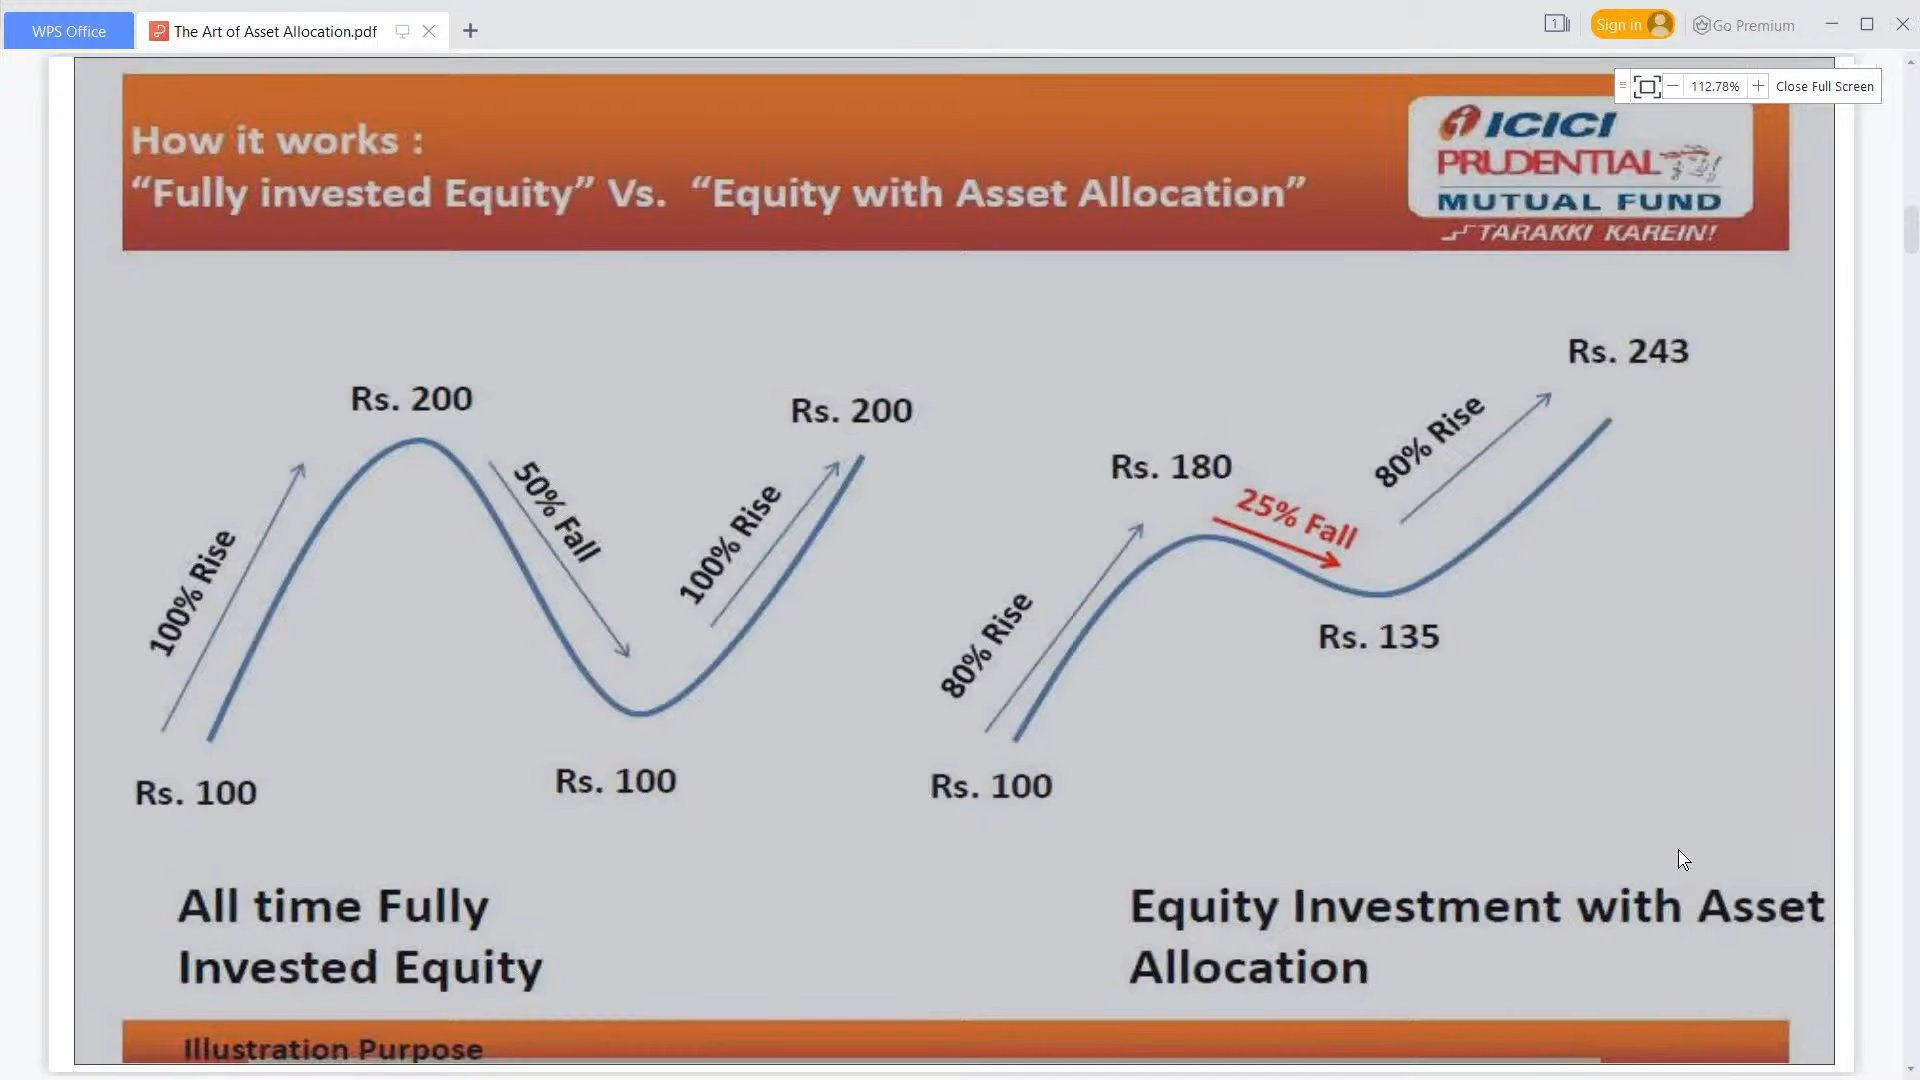 WPS Office
The Art of Asset Allocation.pdf
1
Sign in
Go Premium
112.78%
Close Full Screen
How it works :
“Fully invested Equity” Vs. “Equity with Asset Allocation”
ICICI
PRUDENTIAL
MUTUAL FUND
TARAKKI KAREIN!
Rs. 200
Rs. 200
100% Rise
50% Fall
100% Rise
Rs. 100
Rs. 100
Rs. 243
Rs. 180
80% Rise
25% Fall
80% Rise
Rs. 135
Rs. 100
All time Fully
Invested Equity
Equity Investment with Asset
Allocation
Illustration Purpose